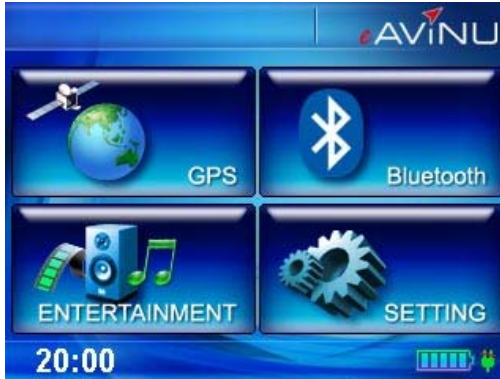 eAViNU
GPS
Bluetooth
ENTERTAINMENT
SETTING
20:00